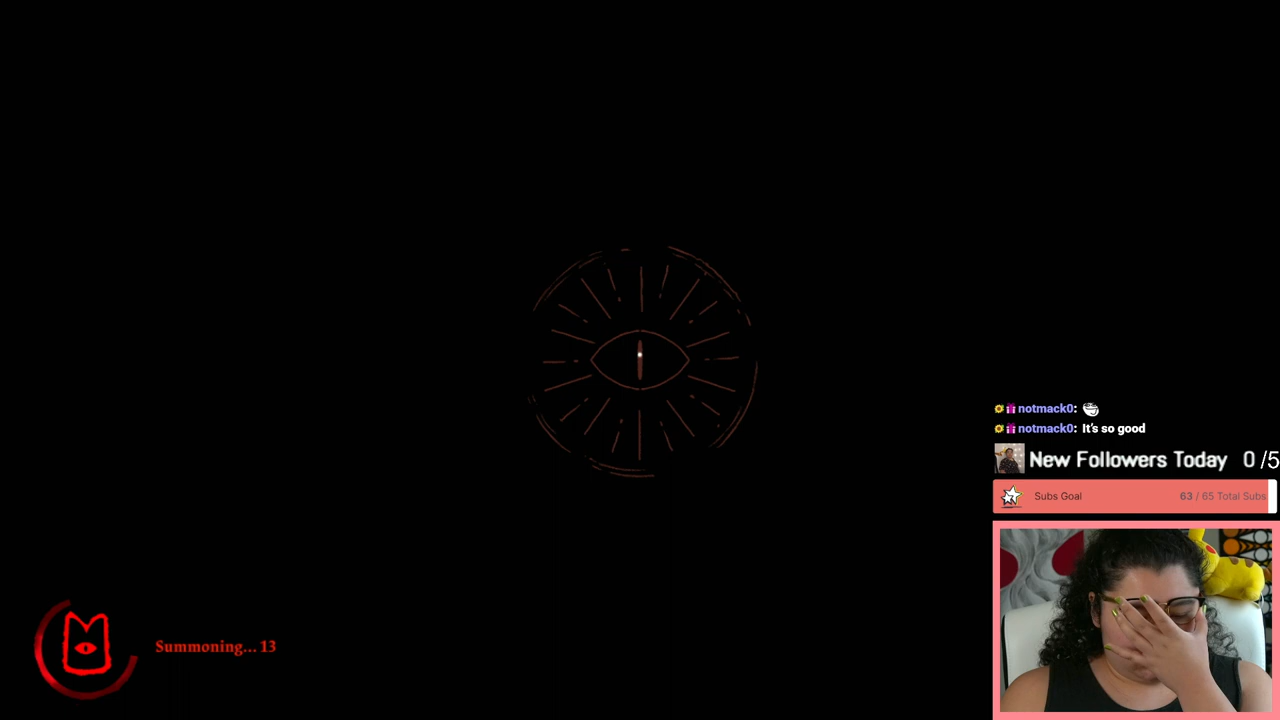 notmack0:
notmack0: It's so good
New Followers Today 0 /5
Subs Goal 63 / 65 Total Subs
Summoning... 13